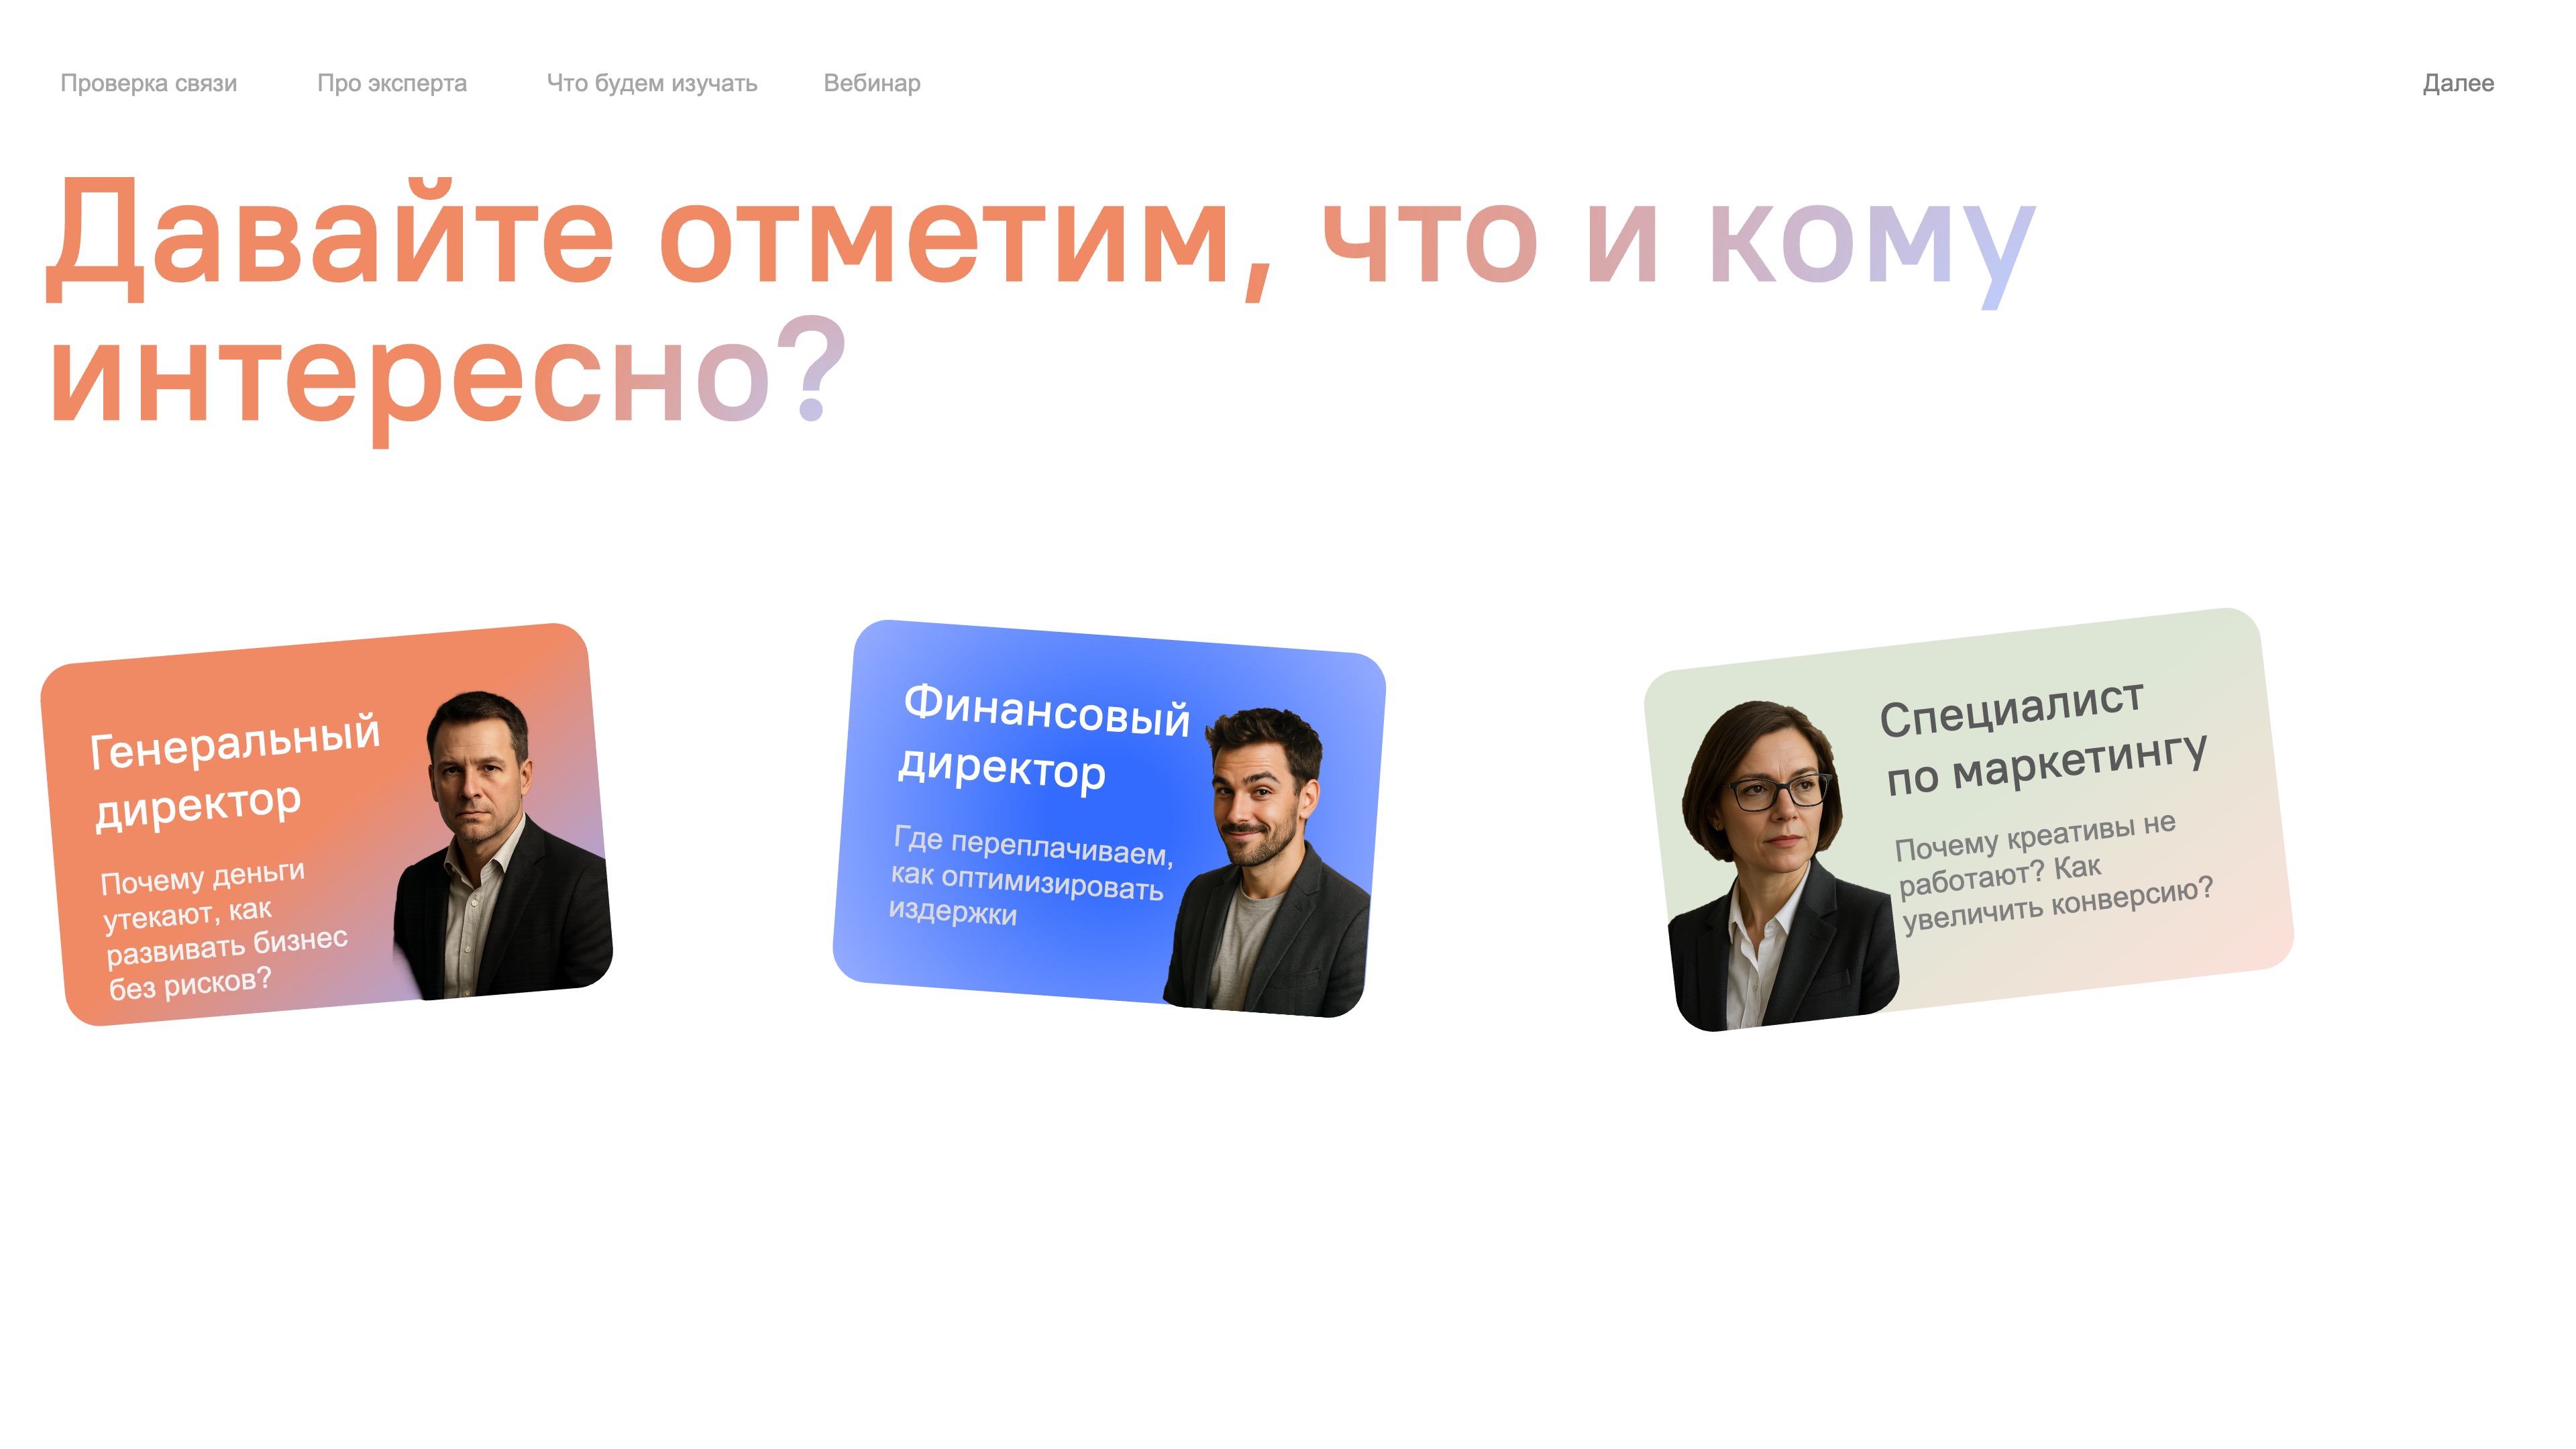 Проверка связи
Про эксперта
Что будем изучать
Вебинар
Далее
Давайте отметим, что и кому
интересно?
Генеральный
директор
Почему деньги
утекают, как
развивать бизнес
без рисков?
Финансовый
директор
Где переплачиваем,
как оптимизировать
издержки
Специалист
по маркетингу
Почему креативы не
работают? Как
увеличить конверсию?